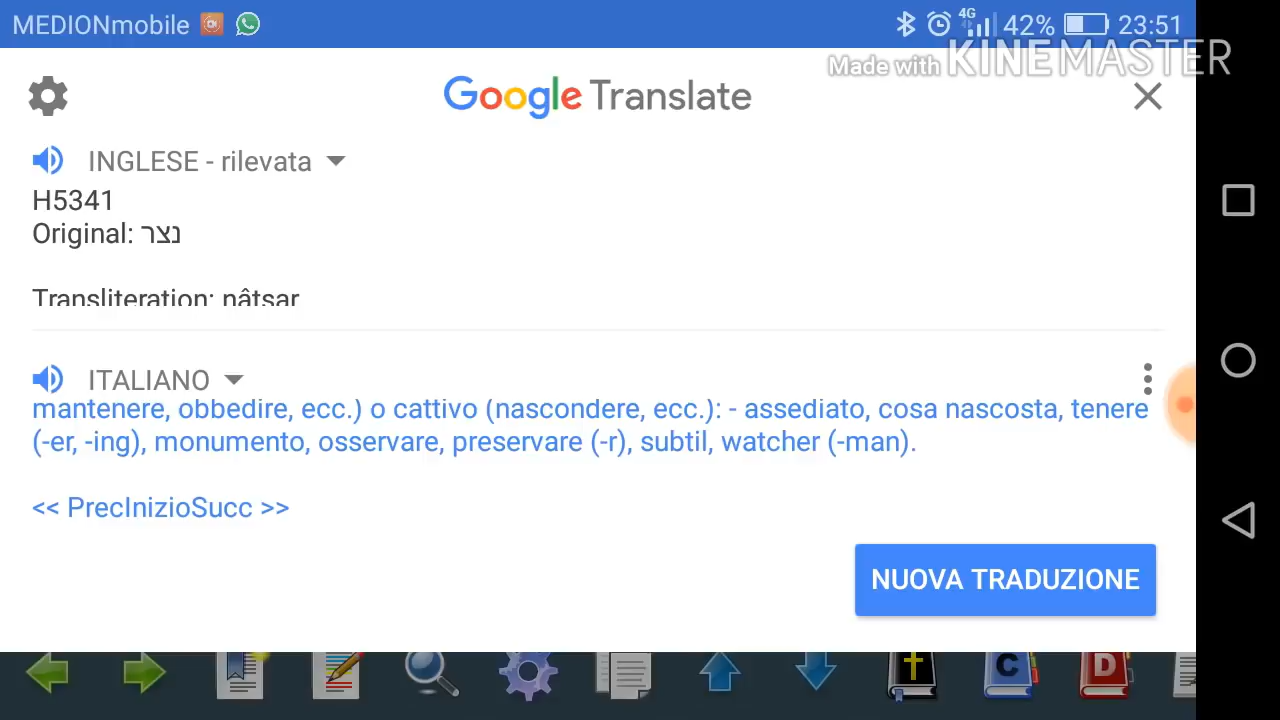 MEDIONmobile 4G 42% 23:51
Made with KINEMASTER
Google Translate
INGLESE - rilevata
H5341
Original: נצר
Transliteration: nâtsar
ITALIANO
mantenere, obbedire, ecc.) o cattivo (nascondere, ecc.): - assediato, cosa nascosta, tenere
(-er, -ing), monumento, osservare, preservare (-r), subtil, watcher (-man).
<< PrecInizioSucc >>
NUOVA TRADUZIONE
C D